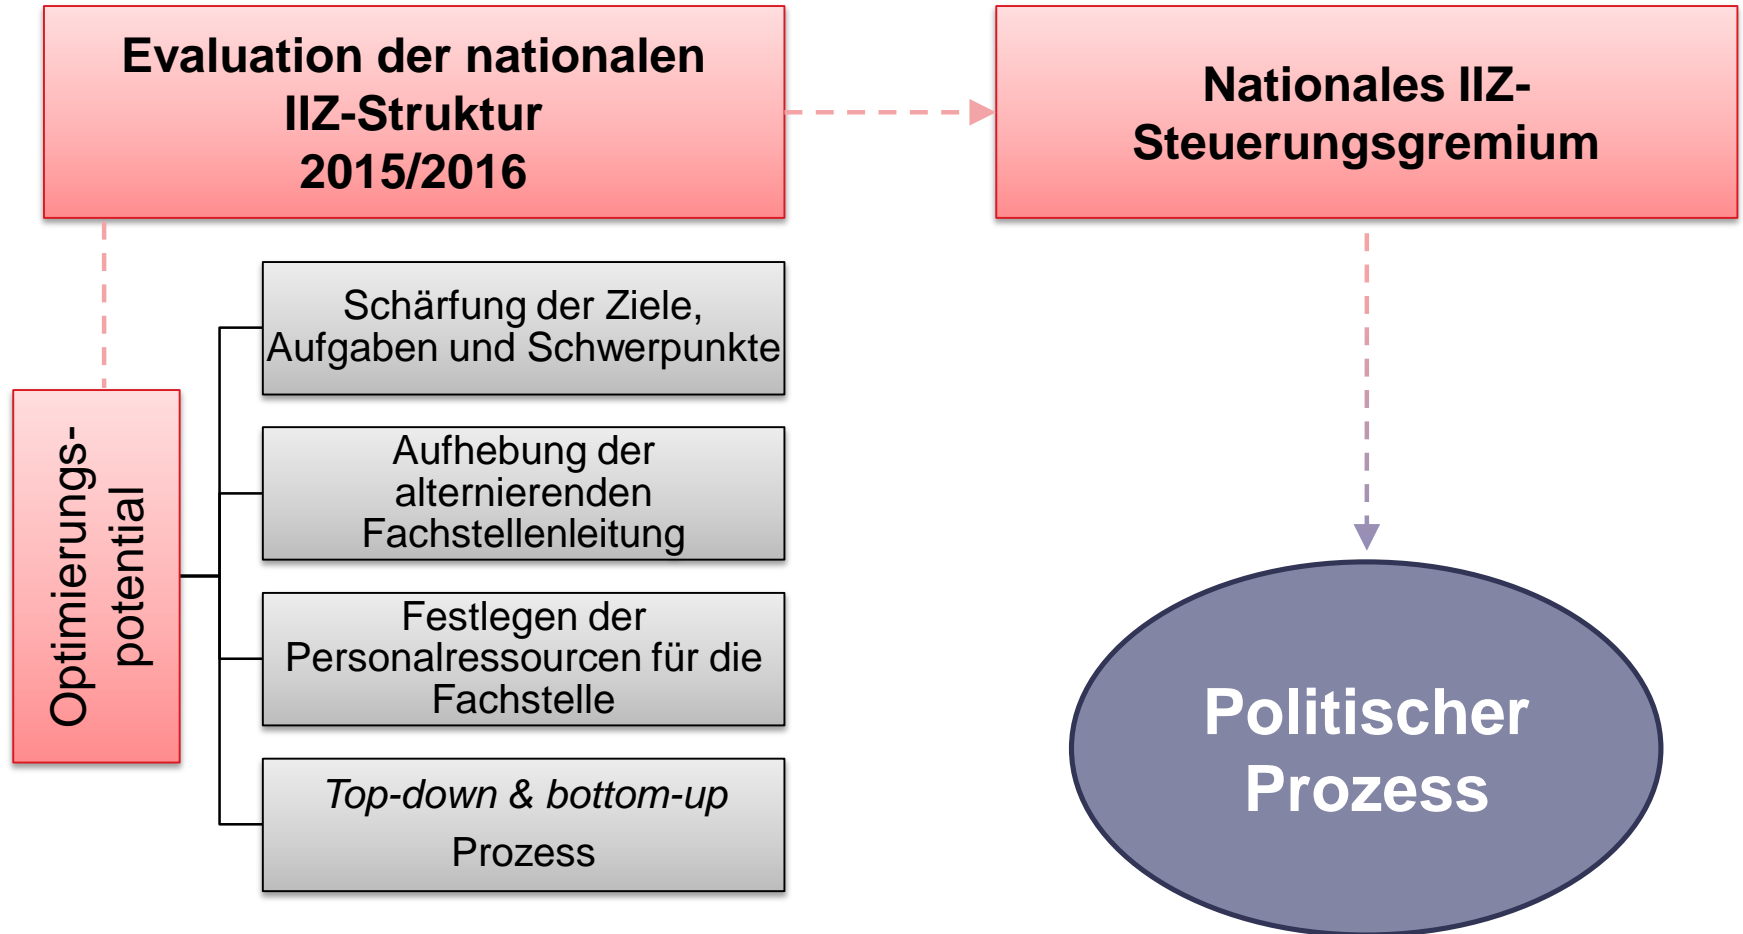 Evaluation der nationalen
IIZ-Struktur
2015/2016
Nationales IIZ-
Steuerungsgremium
Optimierungs-
potential
Schärfung der Ziele,
Aufgaben und Schwerpunkte
Aufhebung der
alternierenden
Fachstellenleitung
Festlegen der
Personalressourcen für die
Fachstelle
Top-down & bottom-up
Prozess
Politischer
Prozess